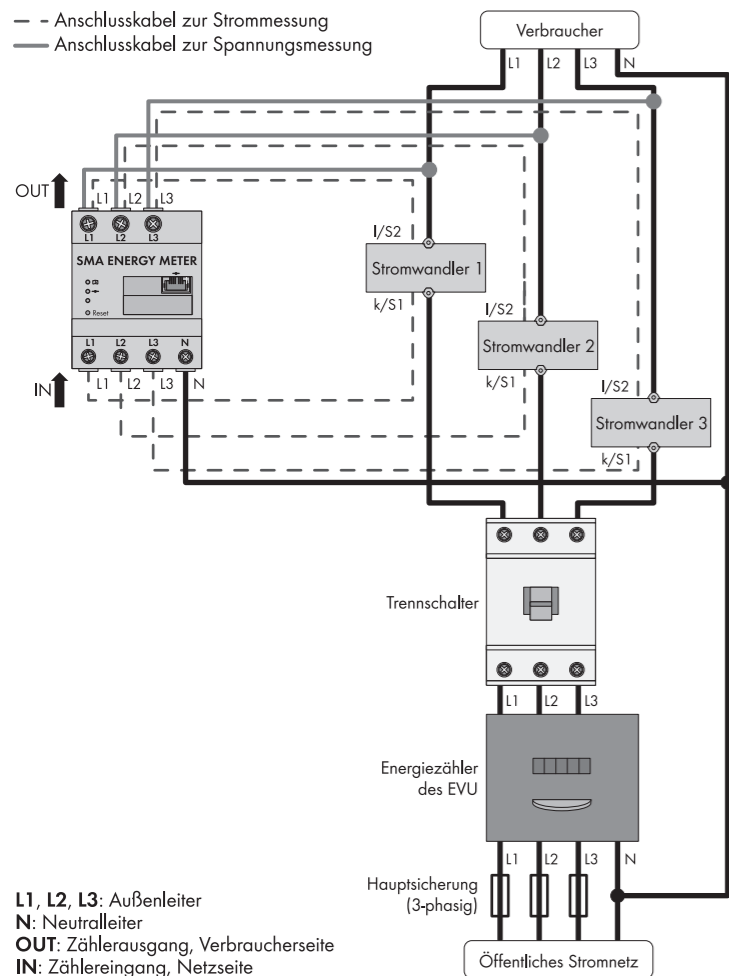 Anschlusskabel zur Strommessung
Anschlusskabel zur Spannungsmessung
Verbraucher
L1 L2 L3 N
OUT L1 L2 L3
L1 L2 L3
SMA ENERGY METER
Reset
L1 L2 L3 N
IN L1 L2 L3 N
l/S2
Stromwandler 1
k/S1
l/S2
Stromwandler 2
k/S1
l/S2
Stromwandler 3
k/S1
Trennschalter
L1 L2 L3
Energiezähler
des EVU
L1 L2 L3 N
Hauptsicherung
(3-phasig)
Öffentliches Stromnetz
L1, L2, L3: Außenleiter
N: Neutralleiter
OUT: Zählerausgang, Verbraucherseite
IN: Zählereingang, Netzseite